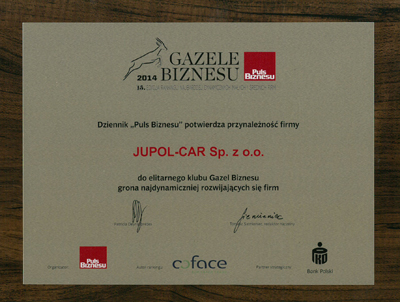 GAZELE
BIZNESU
2014
Puls
Biznesu
Dziennik „Puls Biznesu” potwierdza przynależność firmy
JUPOL-CAR Sp. z o.o.
do elitarnego klubu Gazel Biznesu
grona najdynamiczniej rozwijających się firm
Organizator:
Puls
Biznesu
coface
Bank Polski